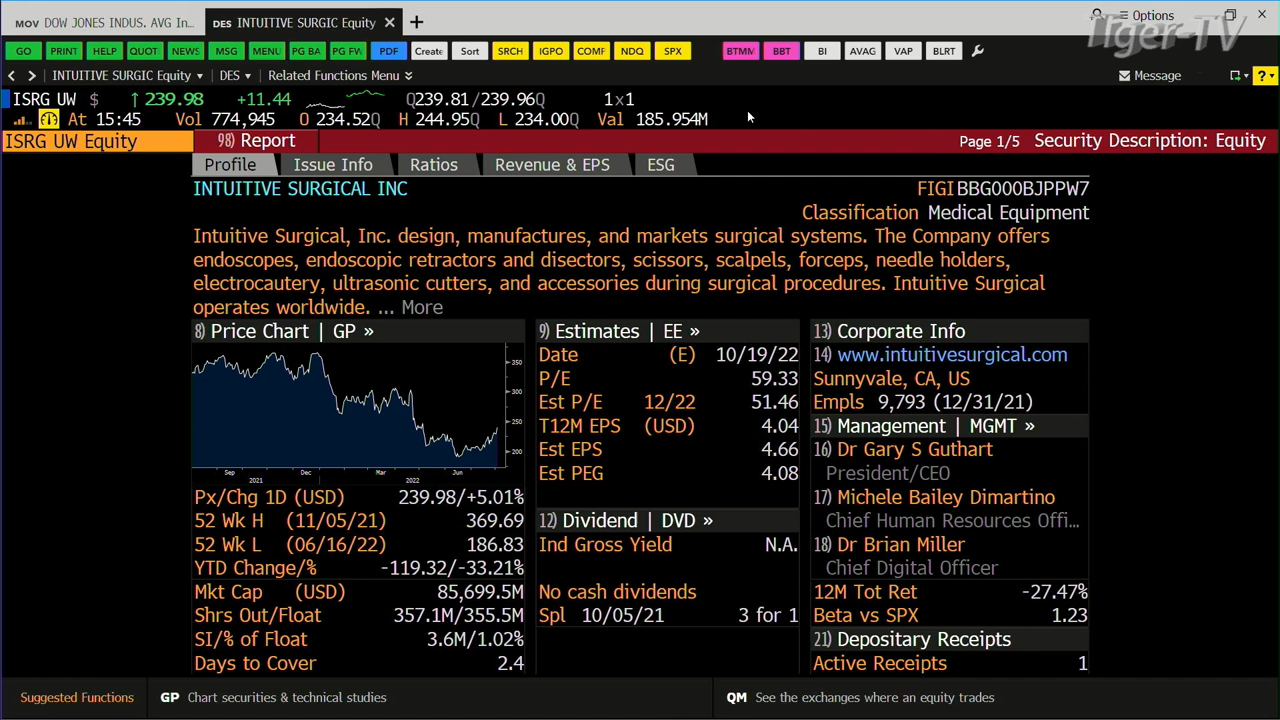 MOV DOW JONES INDUS. AVG In...
DES INTUITIVE SURGIC Equity
Options
Tiger-TV
GO PRINT HELP QUOT NEWS MSG MENU PG BA PG FW PDF Create Sort SRCH IGPO COMF NDQ SPX BTMN BBT BI AVAG VAP BLRT
INTUITIVE SURGIC Equity DES Related Functions Menu Message ?
ISRG UW $ ↑ 239.98 +11.44 Q239.81/239.96Q 1x1
At 15:45 Vol 774,945 O 234.52Q H 244.95Q L 234.00Q Val 185.954M
ISRG UW Equity 98) Report Page 1/5 Security Description: Equity
Profile Issue Info Ratios Revenue & EPS ESG
INTUITIVE SURGICAL INC FIGI BBG000BJPPW7
Classification Medical Equipment
Intuitive Surgical, Inc. design, manufactures, and markets surgical systems. The Company offers
endoscopes, endoscopic retractors and disectors, scissors, scalpels, forceps, needle holders,
electrocautery, ultrasonic cutters, and accessories during surgical procedures. Intuitive Surgical
operates worldwide. ... More
8) Price Chart | GP »
350
300
250
200
Sep Dec Mar Jun
2021 2022
Px/Chg 1D (USD) 239.98/+5.01%
52 Wk H (11/05/21) 369.69
52 Wk L (06/16/22) 186.83
YTD Change/% -119.32/-33.21%
Mkt Cap (USD) 85,699.5M
Shrs Out/Float 357.1M/355.5M
SI/% of Float 3.6M/1.02%
Days to Cover 2.4
9) Estimates | EE »
Date (E) 10/19/22
P/E 59.33
Est P/E 12/22 51.46
T12M EPS (USD) 4.04
Est EPS 4.66
Est PEG 4.08
12) Dividend | DVD »
Ind Gross Yield N.A.
No cash dividends
Spl 10/05/21 3 for 1
13) Corporate Info
14) www.intuitivesurgical.com
Sunnyvale, CA, US
Empls 9,793 (12/31/21)
15) Management | MGMT »
16) Dr Gary S Guthart
President/CEO
17) Michele Bailey Dimartino
Chief Human Resources Offi...
18) Dr Brian Miller
Chief Digital Officer
12M Tot Ret -27.47%
Beta vs SPX 1.23
21) Depositary Receipts
Active Receipts 1
Suggested Functions GP Chart securities & technical studies QM See the exchanges where an equity trades